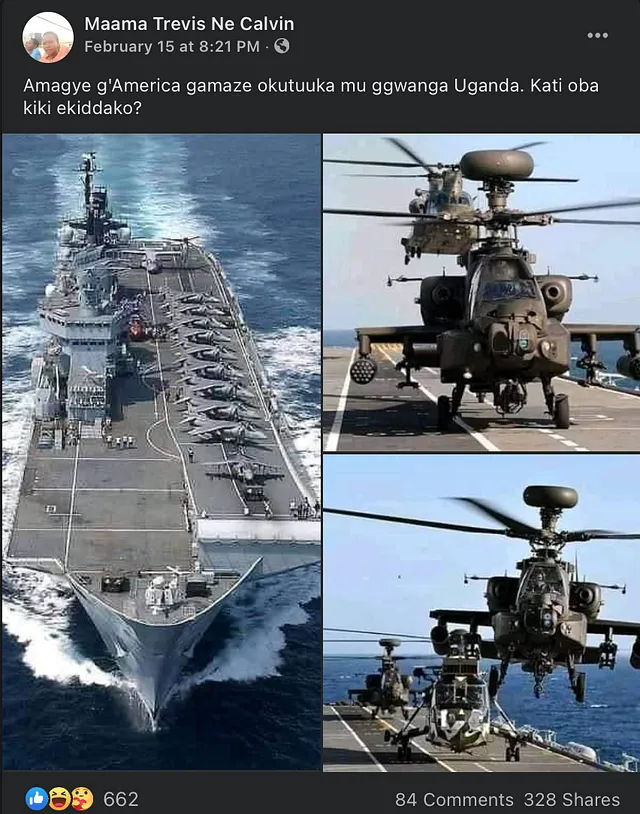 Maama Trevis Ne Calvin
February 15 at 8:21 PM ·
Amagye g'America gamaze okutuuka mu ggwanga Uganda. Kati oba
kiki ekiddako?
662
84 Comments 328 Shares